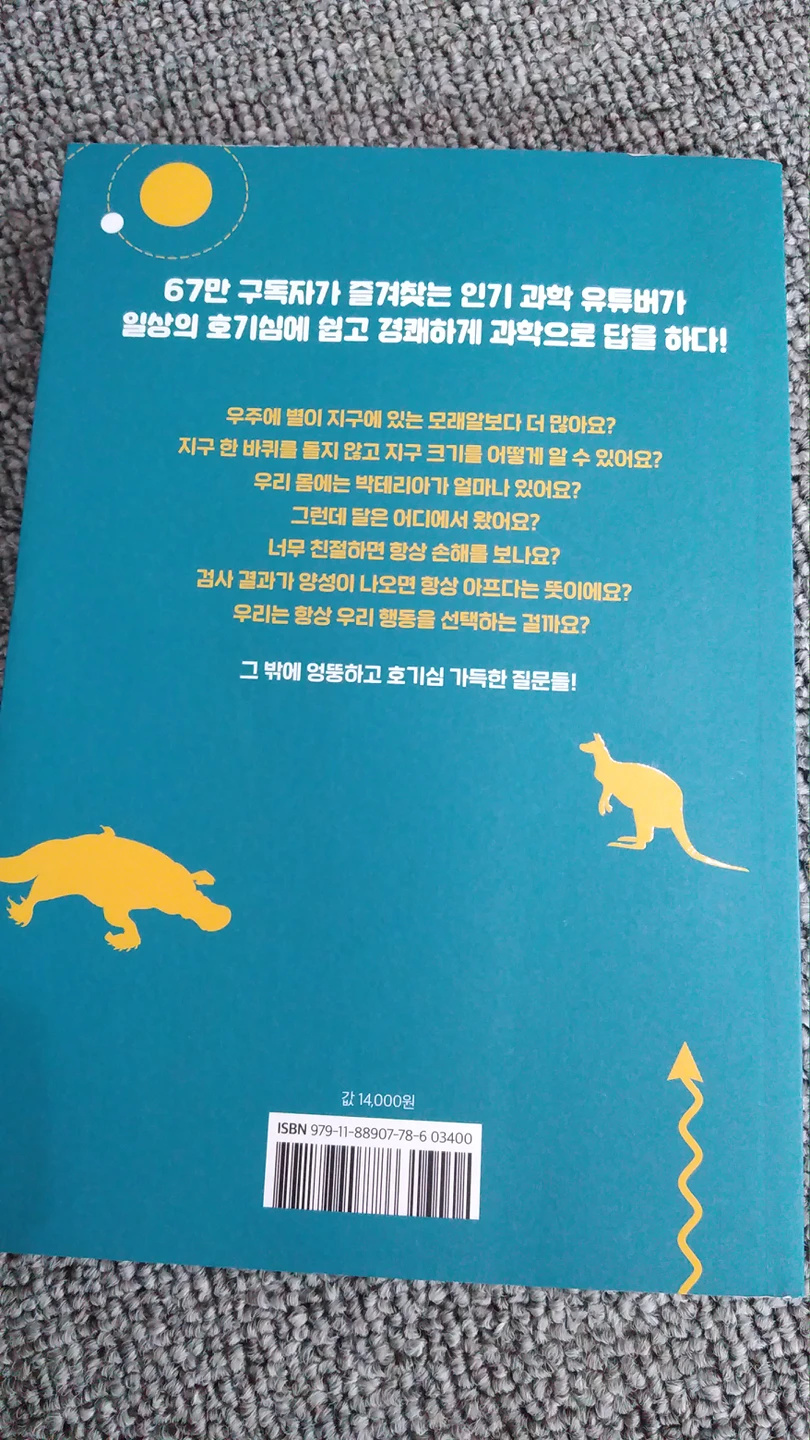 67만 구독자가 즐겨찾는 인기 과학 유튜버가
일상의 호기심에 쉽고 경쾌하게 과학으로 답을 하다!
우주에 별이 지구에 있는 모래알보다 더 많아요?
지구 한 바퀴를 돌지 않고 지구 크기를 어떻게 알 수 있어요?
우리 몸에는 박테리아가 얼마나 있어요?
그런데 달은 어디에서 왔어요?
너무 친절하면 항상 손해를 보나요?
검사 결과가 양성이 나오면 항상 아프다는 뜻이에요?
우리는 항상 우리 행동을 선택하는 걸까요?
그 밖에 엉뚱하고 호기심 가득한 질문들!
값 14,000원
ISBN 979-11-88907-78-6 03400